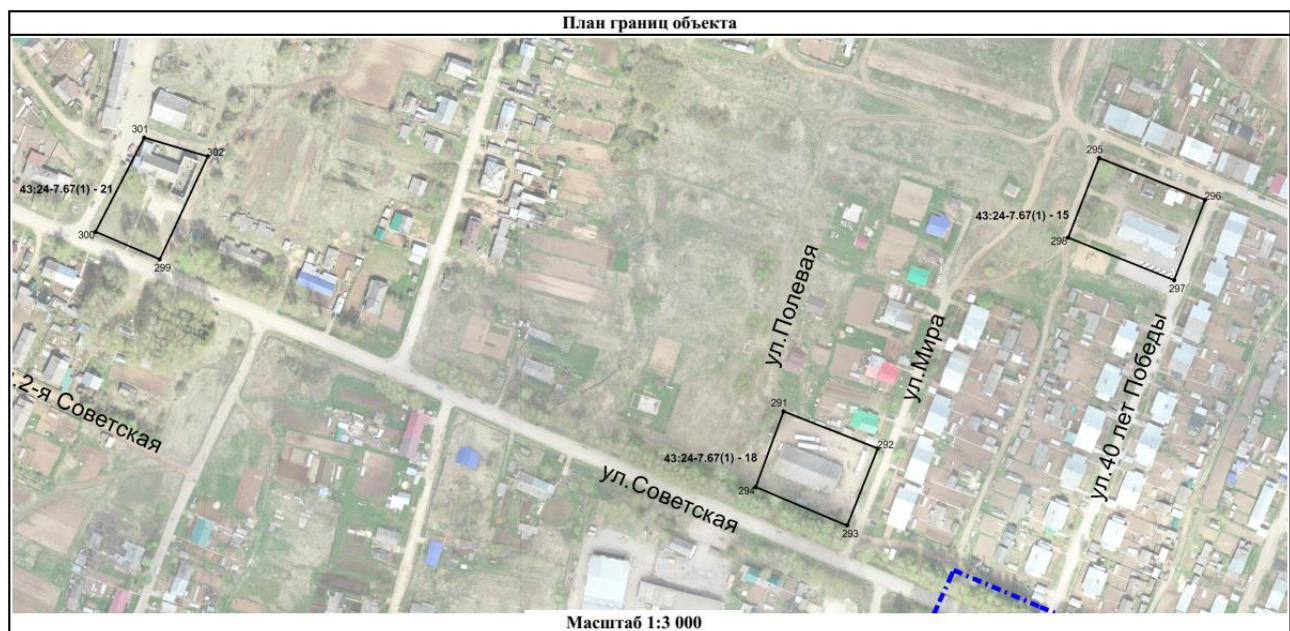 План границ объекта
301
302
43:24-7.67(1) - 21
300
299
295
296
43:24-7.67(1) - 15
298
297
ул.Полевая
ул.Мира
ул.40 лет Победы
.2-я Советская
291
292
43:24-7.67(1) - 18
294
293
ул.Советская
Масштаб 1:3 000